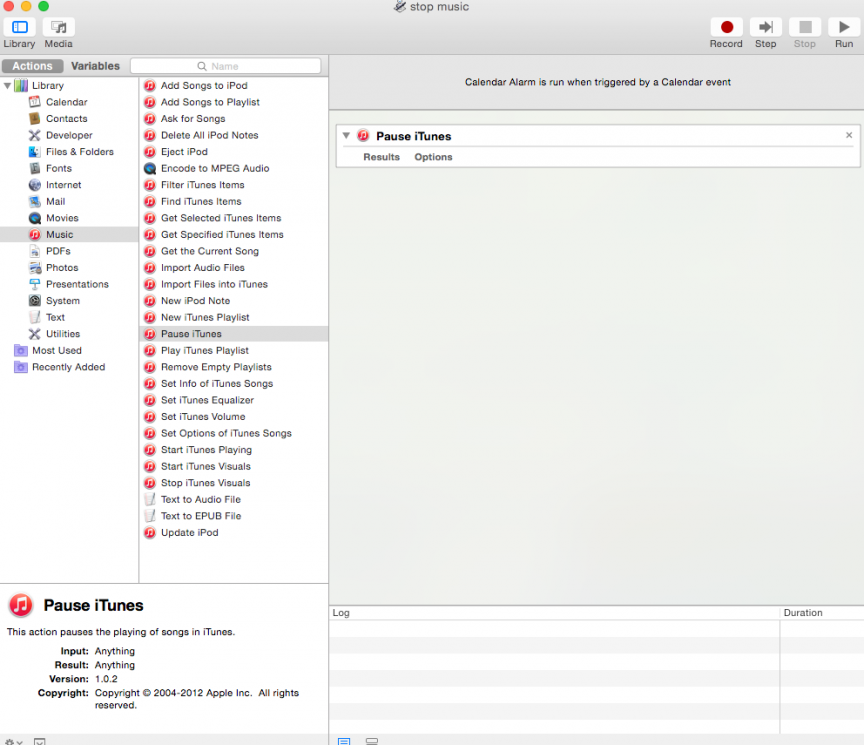 stop music
Library
Media
Record
Step
Stop
Run
Actions
Variables
Name
Library
Calendar
Contacts
Developer
Files & Folders
Fonts
Internet
Mail
Movies
Music
PDFs
Photos
Presentations
System
Text
Utilities
Most Used
Recently Added
Add Songs to iPod
Add Songs to Playlist
Ask for Songs
Delete All iPod Notes
Eject iPod
Encode to MPEG Audio
Filter iTunes Items
Find iTunes Items
Get Selected iTunes Items
Get Specified iTunes Items
Get the Current Song
Import Audio Files
Import Files into iTunes
New iPod Note
New iTunes Playlist
Pause iTunes
Play iTunes Playlist
Remove Empty Playlists
Set Info of iTunes Songs
Set iTunes Equalizer
Set iTunes Volume
Set Options of iTunes Songs
Start iTunes Playing
Start iTunes Visuals
Stop iTunes Visuals
Text to Audio File
Text to EPUB File
Update iPod
Calendar Alarm is run when triggered by a Calendar event
Pause iTunes
Results Options
Pause iTunes
This action pauses the playing of songs in iTunes.
Input: Anything
Result: Anything
Version: 1.0.2
Copyright: Copyright © 2004-2012 Apple Inc. All rights
reserved.
Log
Duration